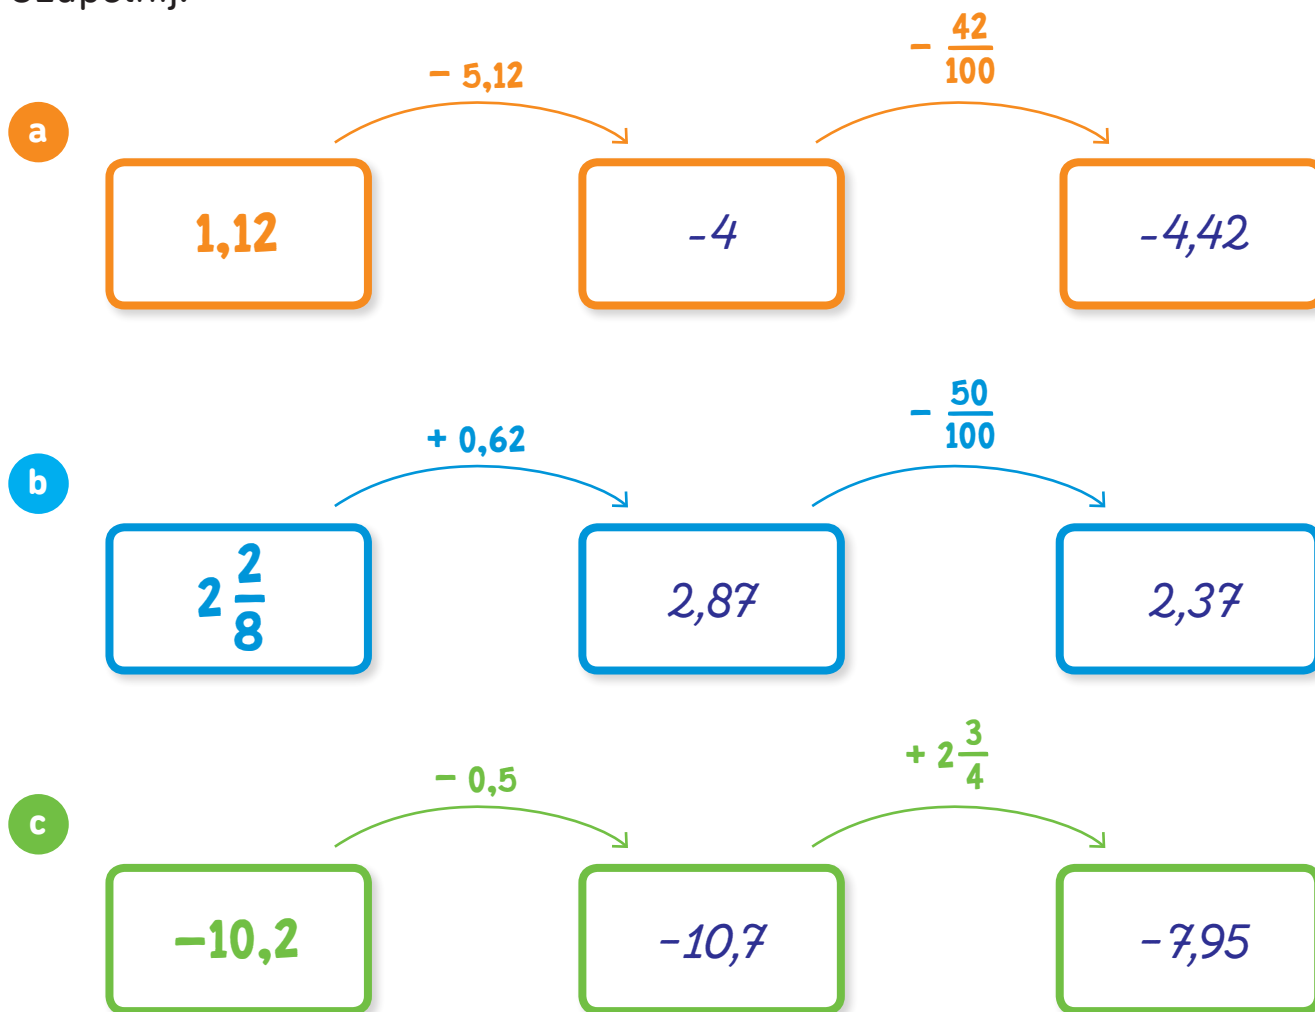 Uzupełnij.
a
− 5,12
− 42/100
1,12
-4
-4,42
b
+ 0,62
− 50/100
2 2/8
2,87
2,37
c
− 0,5
+ 2 3/4
−10,2
-10,7
-7,95